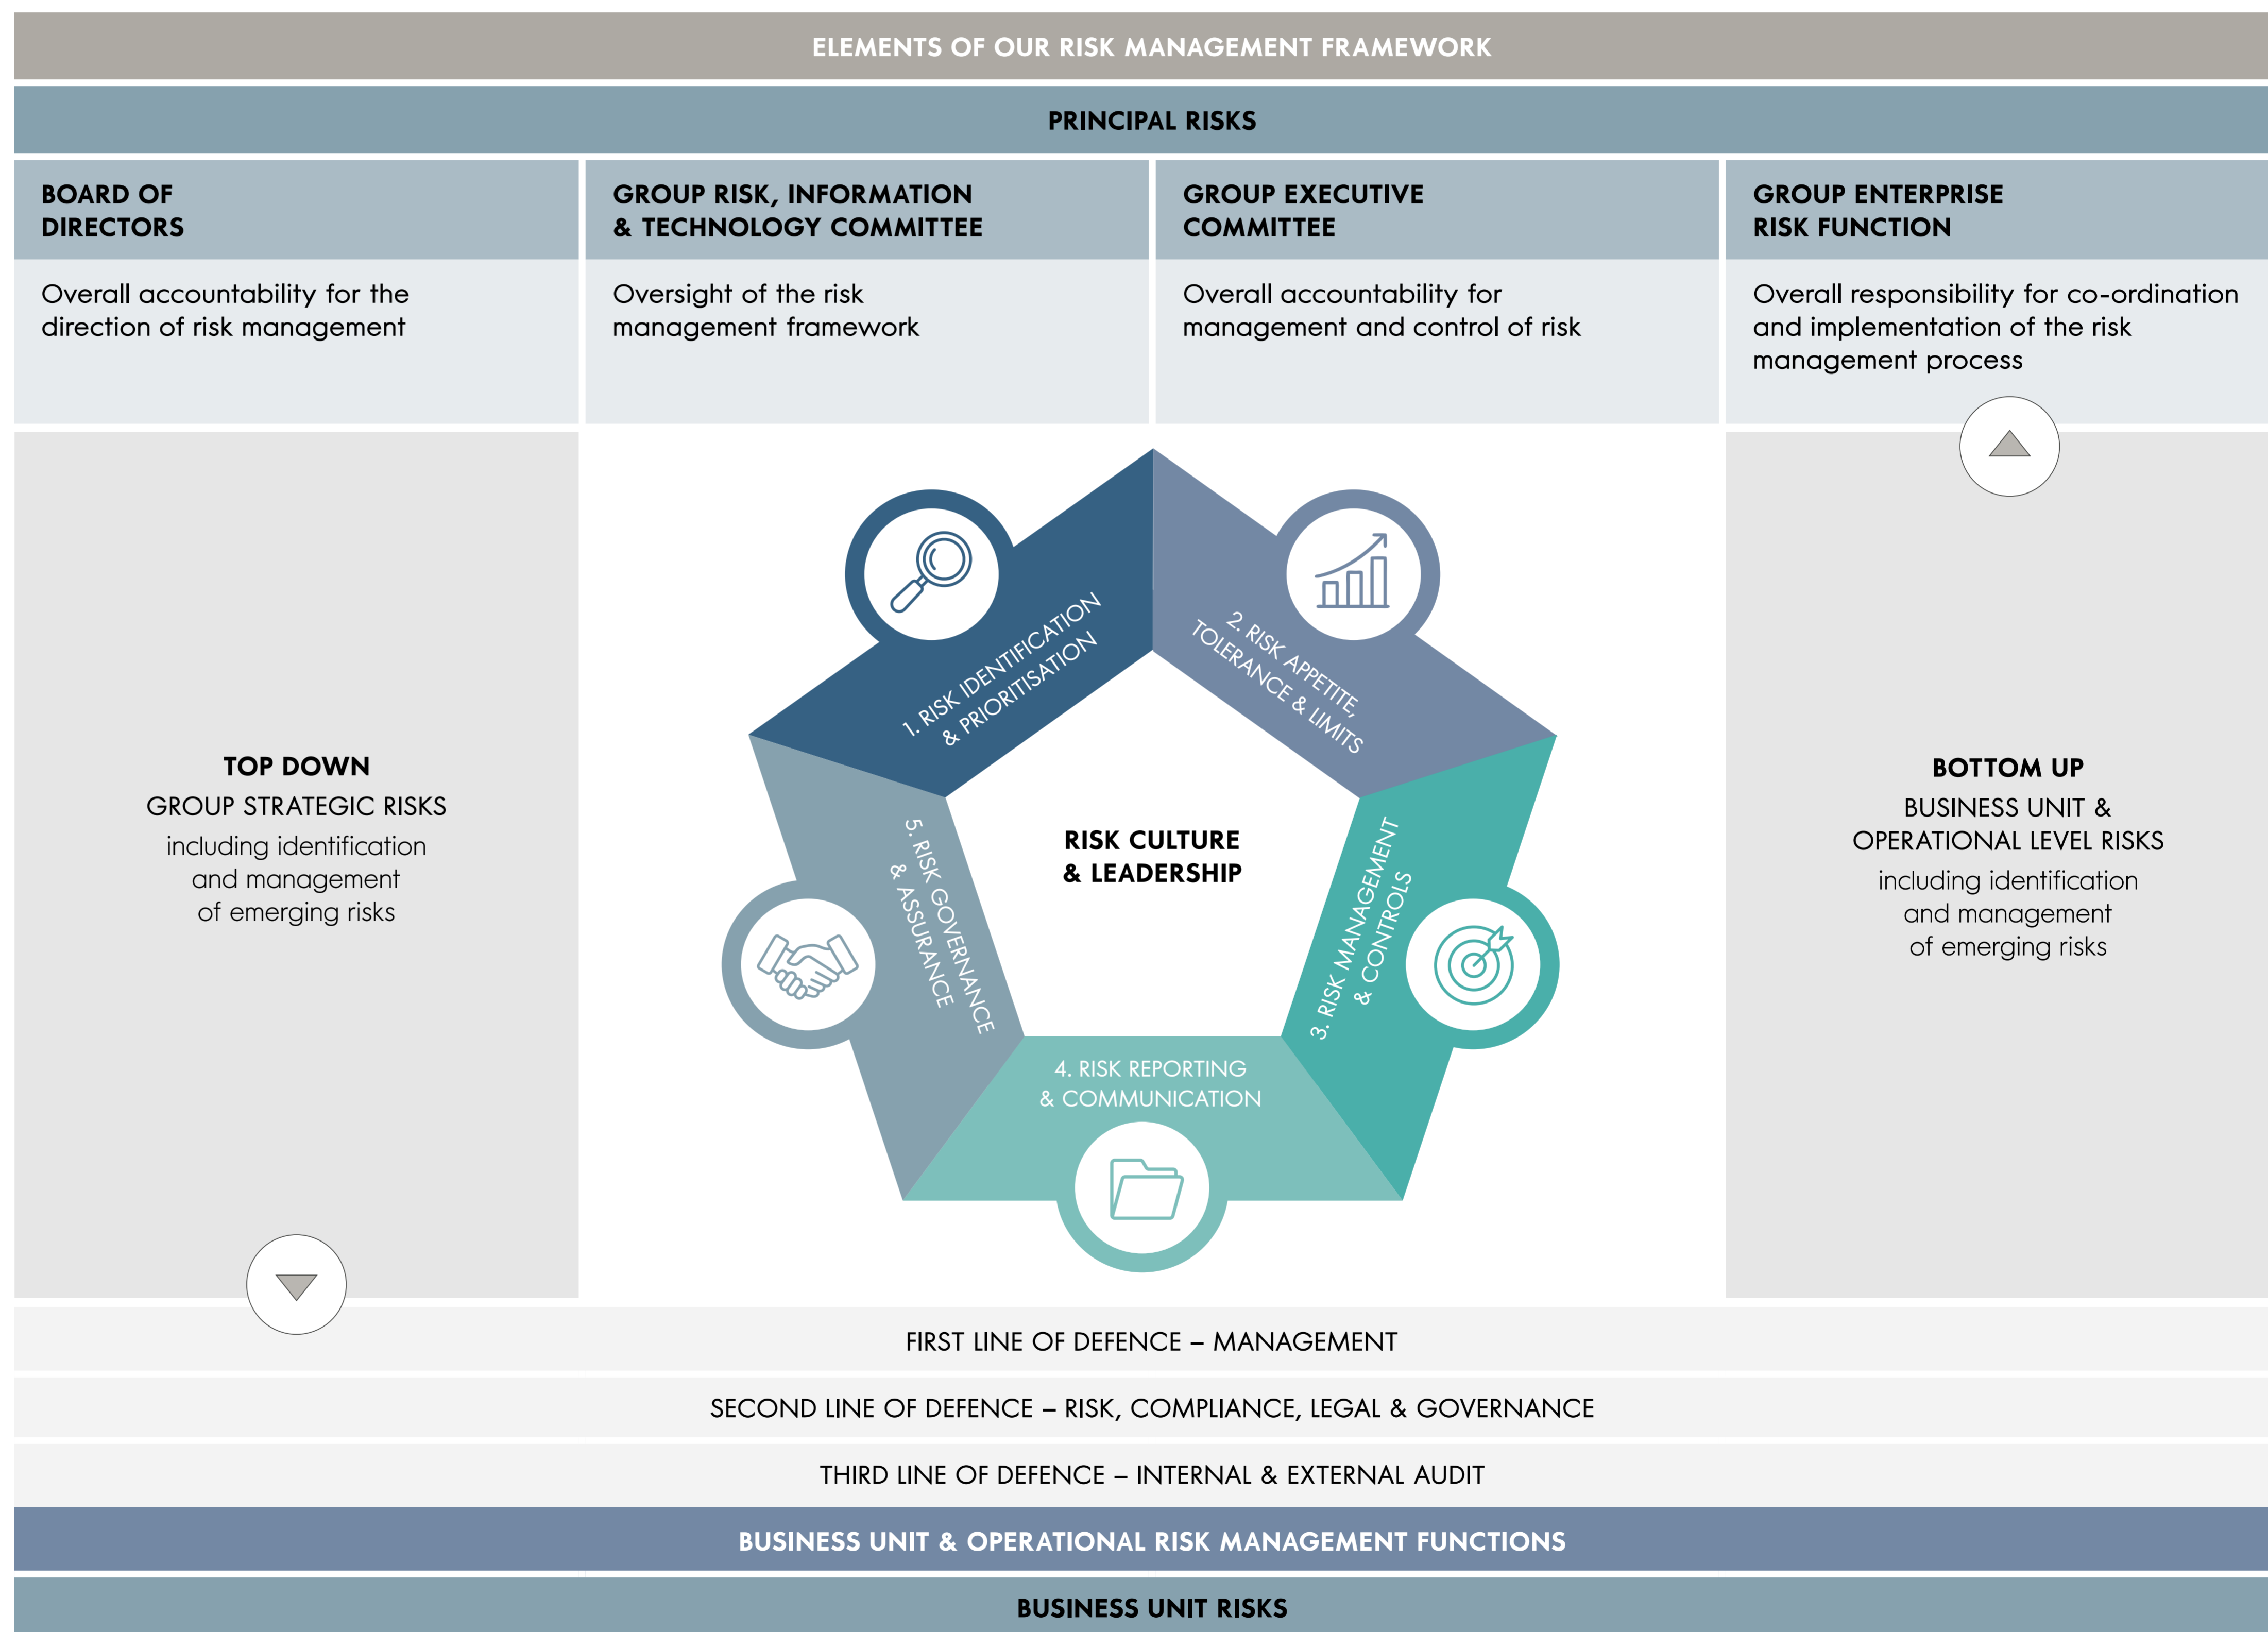 ELEMENTS OF OUR RISK MANAGEMENT FRAMEWORK
PRINCIPAL RISKS
BOARD OF
DIRECTORS
Overall accountability for the
direction of risk management
GROUP RISK, INFORMATION
& TECHNOLOGY COMMITTEE
Oversight of the risk
management framework
GROUP EXECUTIVE
COMMITTEE
Overall accountability for
management and control of risk
GROUP ENTERPRISE
RISK FUNCTION
Overall responsibility for co-ordination
and implementation of the risk
management process
TOP DOWN
GROUP STRATEGIC RISKS
including identification
and management
of emerging risks
1. RISK IDENTIFICATION
& PRIORITISATION
2. RISK APPETITE,
TOLERANCE & LIMITS
3. RISK MANAGEMENT
& CONTROLS
4. RISK REPORTING
& COMMUNICATION
5. RISK GOVERNANCE
& ASSURANCE
RISK CULTURE
& LEADERSHIP
BOTTOM UP
BUSINESS UNIT &
OPERATIONAL LEVEL RISKS
including identification
and management
of emerging risks
FIRST LINE OF DEFENCE – MANAGEMENT
SECOND LINE OF DEFENCE – RISK, COMPLIANCE, LEGAL & GOVERNANCE
THIRD LINE OF DEFENCE – INTERNAL & EXTERNAL AUDIT
BUSINESS UNIT & OPERATIONAL RISK MANAGEMENT FUNCTIONS
BUSINESS UNIT RISKS